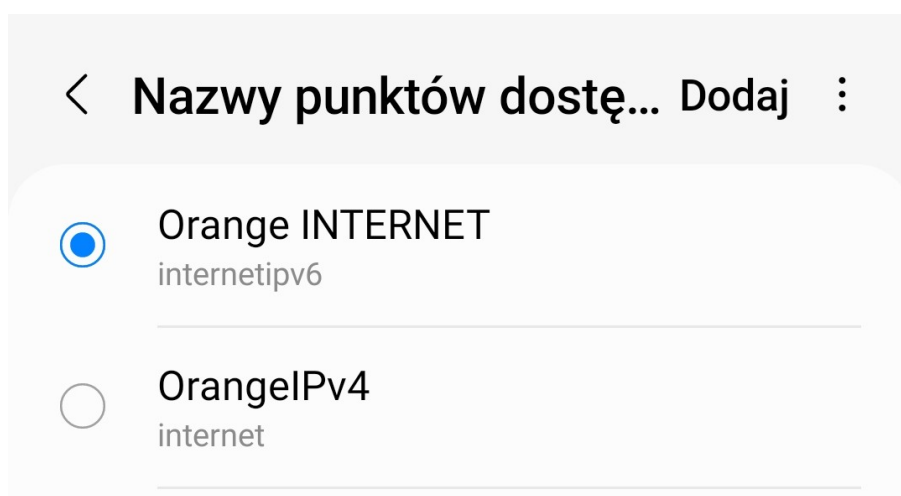 Nazwy punktów dostę... Dodaj
Orange INTERNET
internetipv6
OrangeIPv4
internet